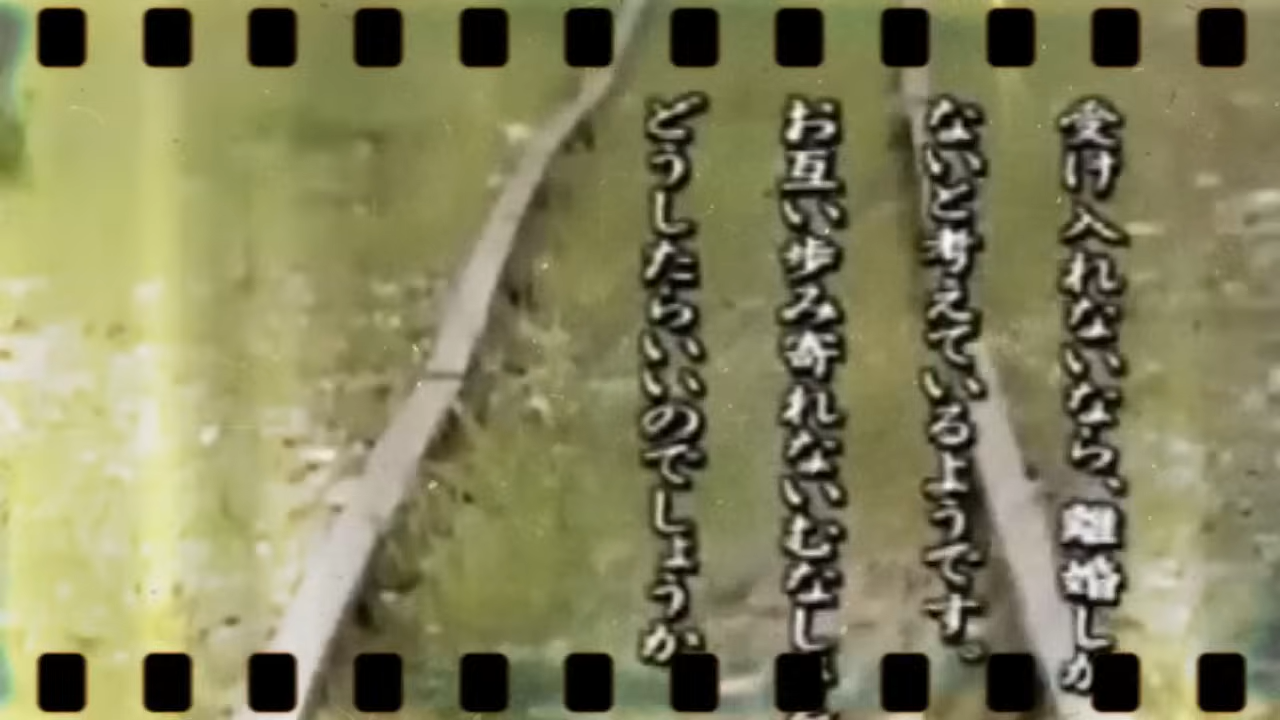 受け入れないなら、離婚しか
ないと考えているようです。
お互い歩み寄れないむなし
どうしたらいいのでしょうか